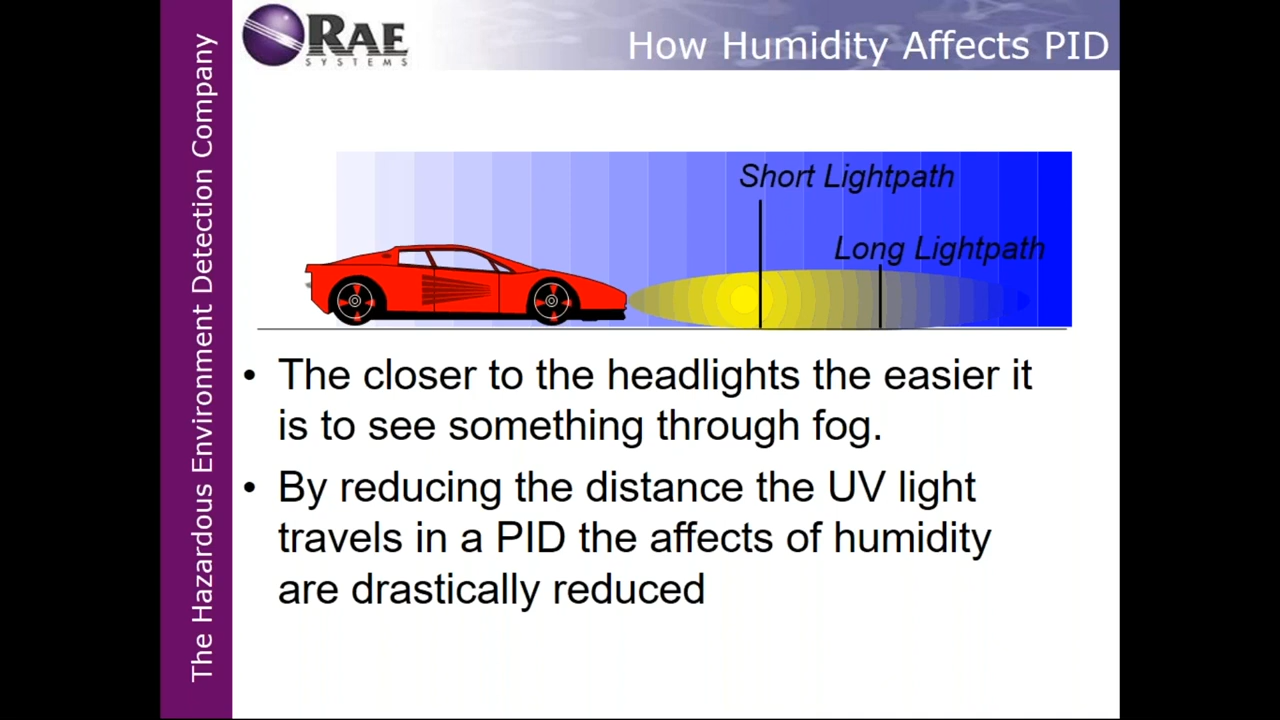 The Hazardous Environment Detection Company
RAE
SYSTEMS
How Humidity Affects PID
Short Lightpath
Long Lightpath
• The closer to the headlights the easier it
is to see something through fog.
• By reducing the distance the UV light
travels in a PID the affects of humidity
are drastically reduced